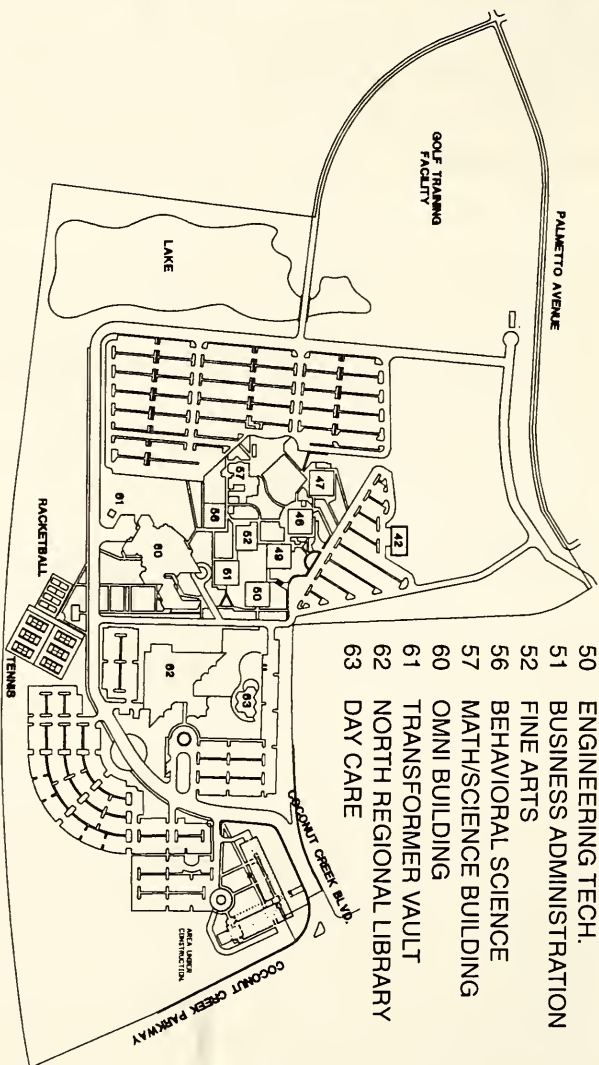 50 ENGINEERING TECH.
51 BUSINESS ADMINISTRATION
52 FINE ARTS
56 BEHAVIORAL SCIENCE
57 MATH/SCIENCE BUILDING
60 OMNI BUILDING
61 TRANSFORMER VAULT
62 NORTH REGIONAL LIBRARY
63 DAY CARE
PALMETTO AVENUE
GOLF TRAINING
FACILITY
LAKE
42
47
46
57
49
56
52
61
60
51
50
RACKETBALL
TENNIS
62
63
COCONUT CREEK BLVD.
AREA UNDER
CONSTRUCTION
COCONUT CREEK PARKWAY